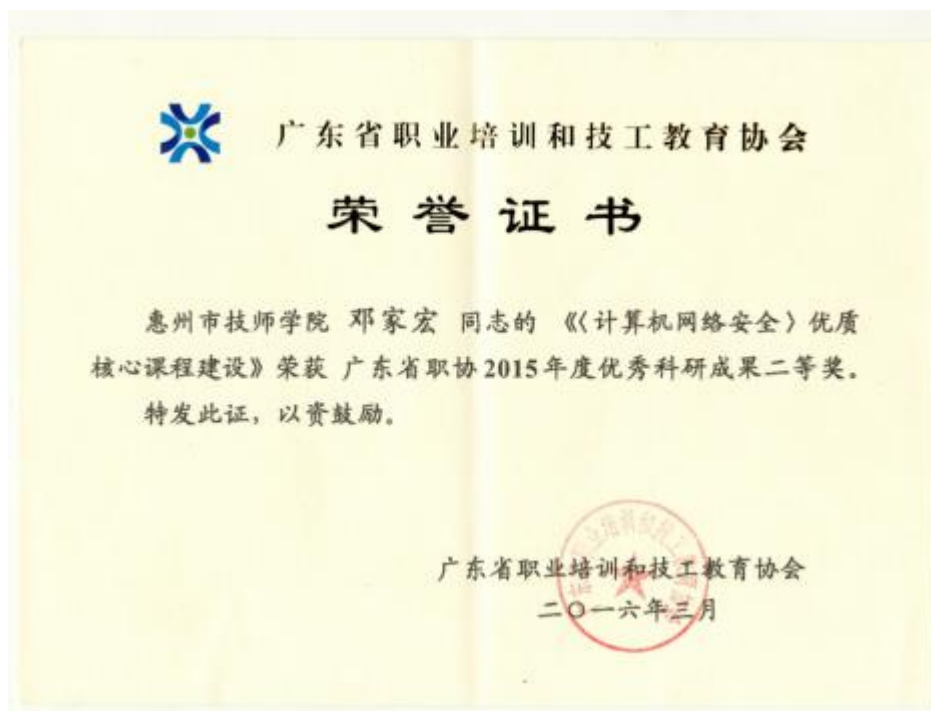 广东省职业培训和技工教育协会
荣誉证书
惠州市技师学院 邓家宏 同志的 《〈计算机网络安全〉优质
核心课程建设》荣获 广东省职协2015年度优秀科研成果二等奖。
特发此证，以资鼓励。
广东省职业培训和技工教育协会
二〇一六年三月